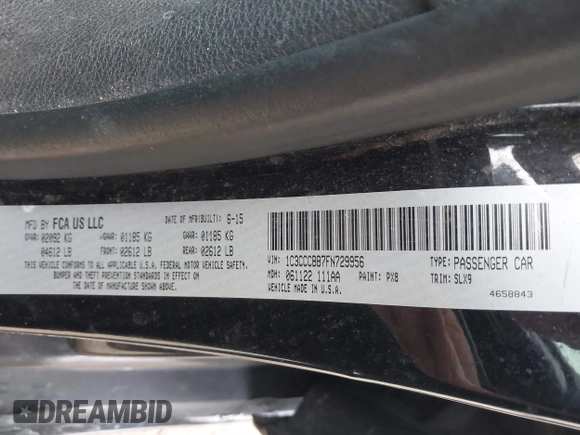 MFD BY FCA US LLC
DATE OF MFR(BUILT): 6-15
GVWR: 02092 KG GAWR: 01185 KG GAWR: 01185 KG
04612 LB FRONT: 02612 LB REAR: 02612 LB
THIS VEHICLE CONFORMS TO ALL APPLICABLE U.S.A. FEDERAL MOTOR VEHICLE SAFETY,
BUMPER AND THEFT PREVENTION STANDARDS IN EFFECT ON THE
DATE OF MANUFACTURE SHOWN ABOVE. VEHICLE MADE IN U.S.A.
VIN: 1C3CCCBB7FN729956 TYPE: PASSENGER CAR
MDH: 061122 111AA PAINT: PX8 TRIM: SLX9
VEHICLE MADE IN U.S.A. 4658843
DREAMBID